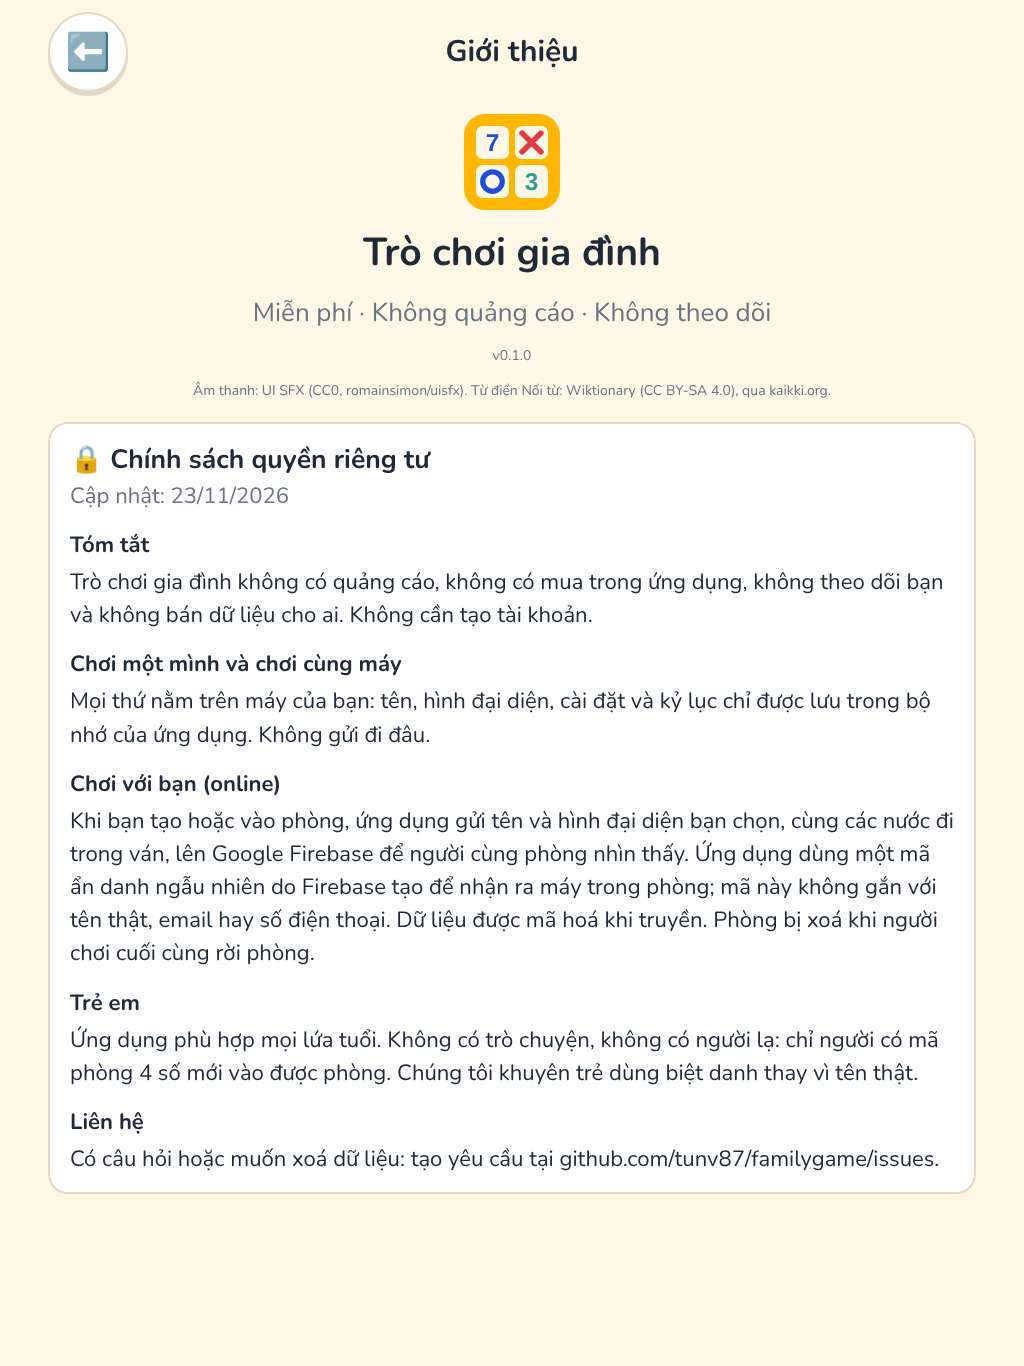 Giới thiệu
7
3
Trò chơi gia đình
Miễn phí · Không quảng cáo · Không theo dõi
v0.1.0
Âm thanh: UI SFX (CC0, romainsimon/uisfx). Từ điển Nối từ: Wiktionary (CC BY-SA 4.0), qua kaikki.org.
Chính sách quyền riêng tư
Cập nhật: 23/11/2026
Tóm tắt
Trò chơi gia đình không có quảng cáo, không có mua trong ứng dụng, không theo dõi bạn
và không bán dữ liệu cho ai. Không cần tạo tài khoản.
Chơi một mình và chơi cùng máy
Mọi thứ nằm trên máy của bạn: tên, hình đại diện, cài đặt và kỷ lục chỉ được lưu trong bộ
nhớ của ứng dụng. Không gửi đi đâu.
Chơi với bạn (online)
Khi bạn tạo hoặc vào phòng, ứng dụng gửi tên và hình đại diện bạn chọn, cùng các nước đi
trong ván, lên Google Firebase để người cùng phòng nhìn thấy. Ứng dụng dùng một mã
ẩn danh ngẫu nhiên do Firebase tạo để nhận ra máy trong phòng; mã này không gắn với
tên thật, email hay số điện thoại. Dữ liệu được mã hoá khi truyền. Phòng bị xoá khi người
chơi cuối cùng rời phòng.
Trẻ em
Ứng dụng phù hợp mọi lứa tuổi. Không có trò chuyện, không có người lạ: chỉ người có mã
phòng 4 số mới vào được phòng. Chúng tôi khuyên trẻ dùng biệt danh thay vì tên thật.
Liên hệ
Có câu hỏi hoặc muốn xoá dữ liệu: tạo yêu cầu tại github.com/tunv87/familygame/issues.